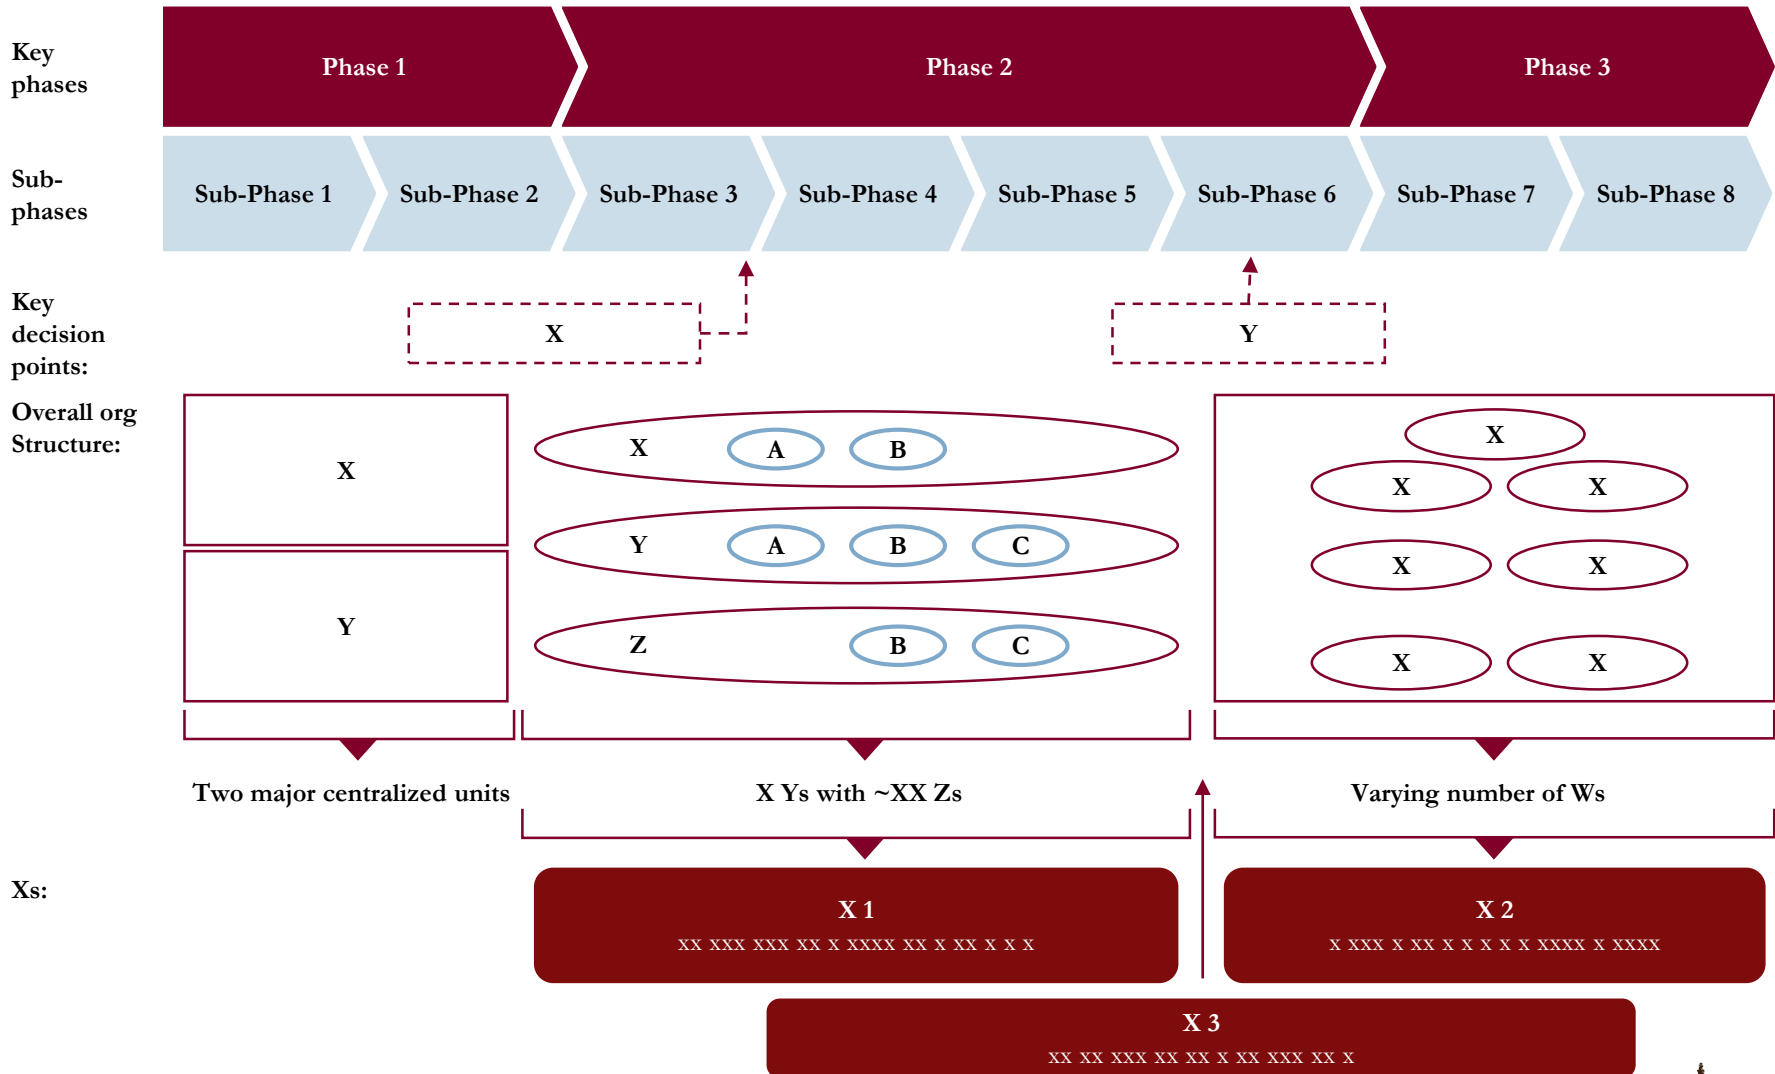 Key
phases
Phase 1
Phase 2
Phase 3
Sub-
phases
Sub-Phase 1
Sub-Phase 2
Sub-Phase 3
Sub-Phase 4
Sub-Phase 5
Sub-Phase 6
Sub-Phase 7
Sub-Phase 8
Key
decision
points:
X
Y
Overall org
Structure:
X
Y
X
A
B
Y
A
B
C
Z
B
C
X
X
X
X
X
X
X
Two major centralized units
X Ys with ~XX Zs
Varying number of Ws
Xs:
X 1
xx xxx xxx xx x xxxx xx x xx x x x
X 2
x xxx x xx x x x x x xxxx x xxxx
X 3
xx xx xxx xx xx x xx xxx xx x